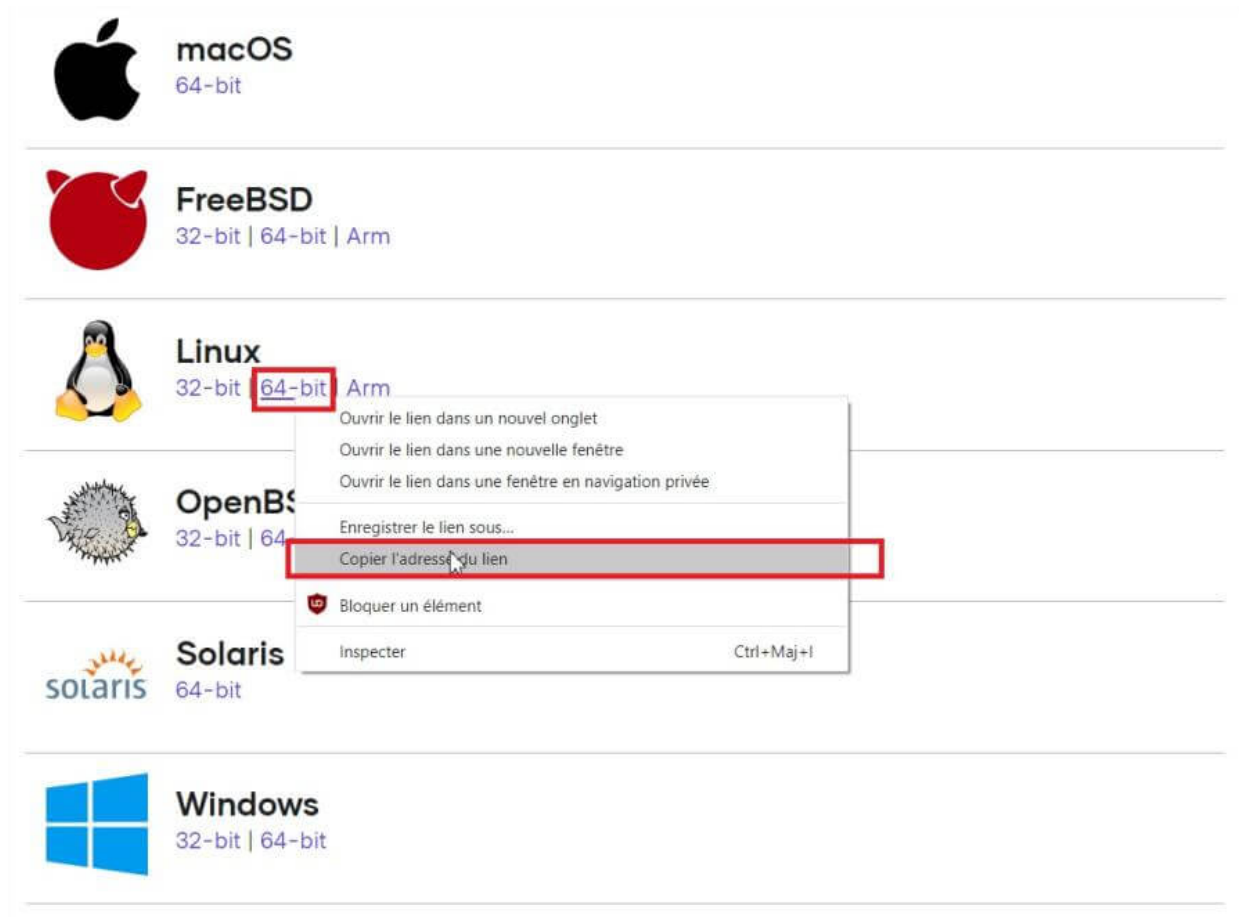 macOS
64-bit
FreeBSD
32-bit | 64-bit | Arm
Linux
32-bit | 64-bit | Arm
Ouvrir le lien dans un nouvel onglet
Ouvrir le lien dans une nouvelle fenêtre
Ouvrir le lien dans une fenêtre en navigation privée
OpenBS
32-bit | 64
Enregistrer le lien sous...
Copier l'adresse du lien
Bloquer un élément
Inspecter Ctrl+Maj+I
Solaris
solaris
64-bit
Windows
32-bit | 64-bit